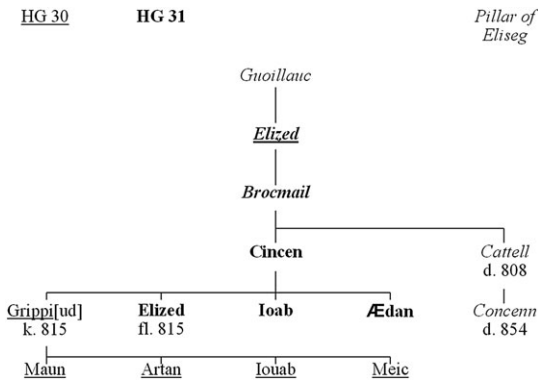 HG 30 HG 31 Pillar of
Eliseg
Guoillauc
Elized
Brocmail
Cincen Cattell
d. 808
Grippi[ud] Elized Ioab Ædan Concenn
k. 815 fl. 815 d. 854
Maun Artan Iouab Meic